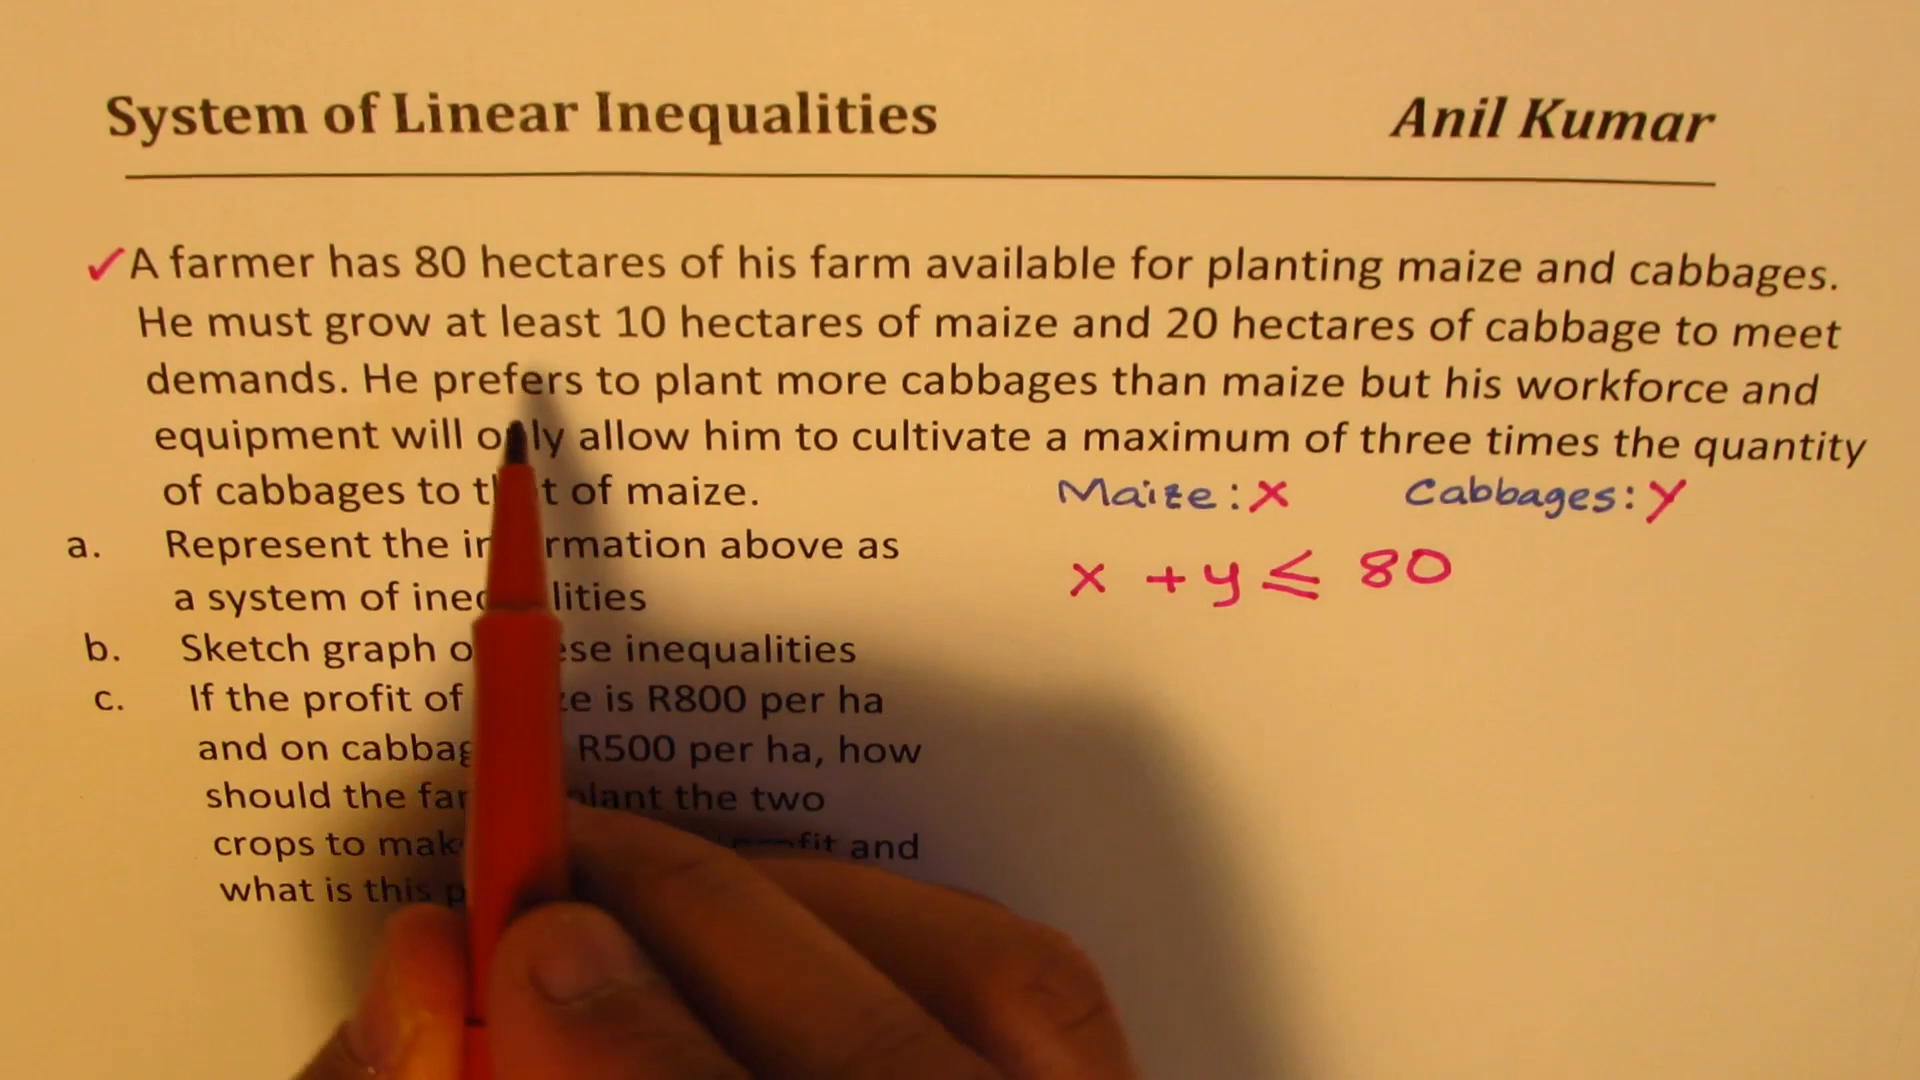 System of Linear Inequalities Anil Kumar
✓A farmer has 80 hectares of his farm available for planting maize and cabbages.
He must grow at least 10 hectares of maize and 20 hectares of cabbage to meet
demands. He prefers to plant more cabbages than maize but his workforce and
equipment will only allow him to cultivate a maximum of three times the quantity
of cabbages to that of maize. Maize: x Cabbages: y
a. Represent the information above as
a system of inequalities
x + y ≤ 80
b. Sketch graph of these inequalities
c. If the profit of is R800 per ha
and on R500 per ha, how
should the plant the two
crops to profit and
what is this